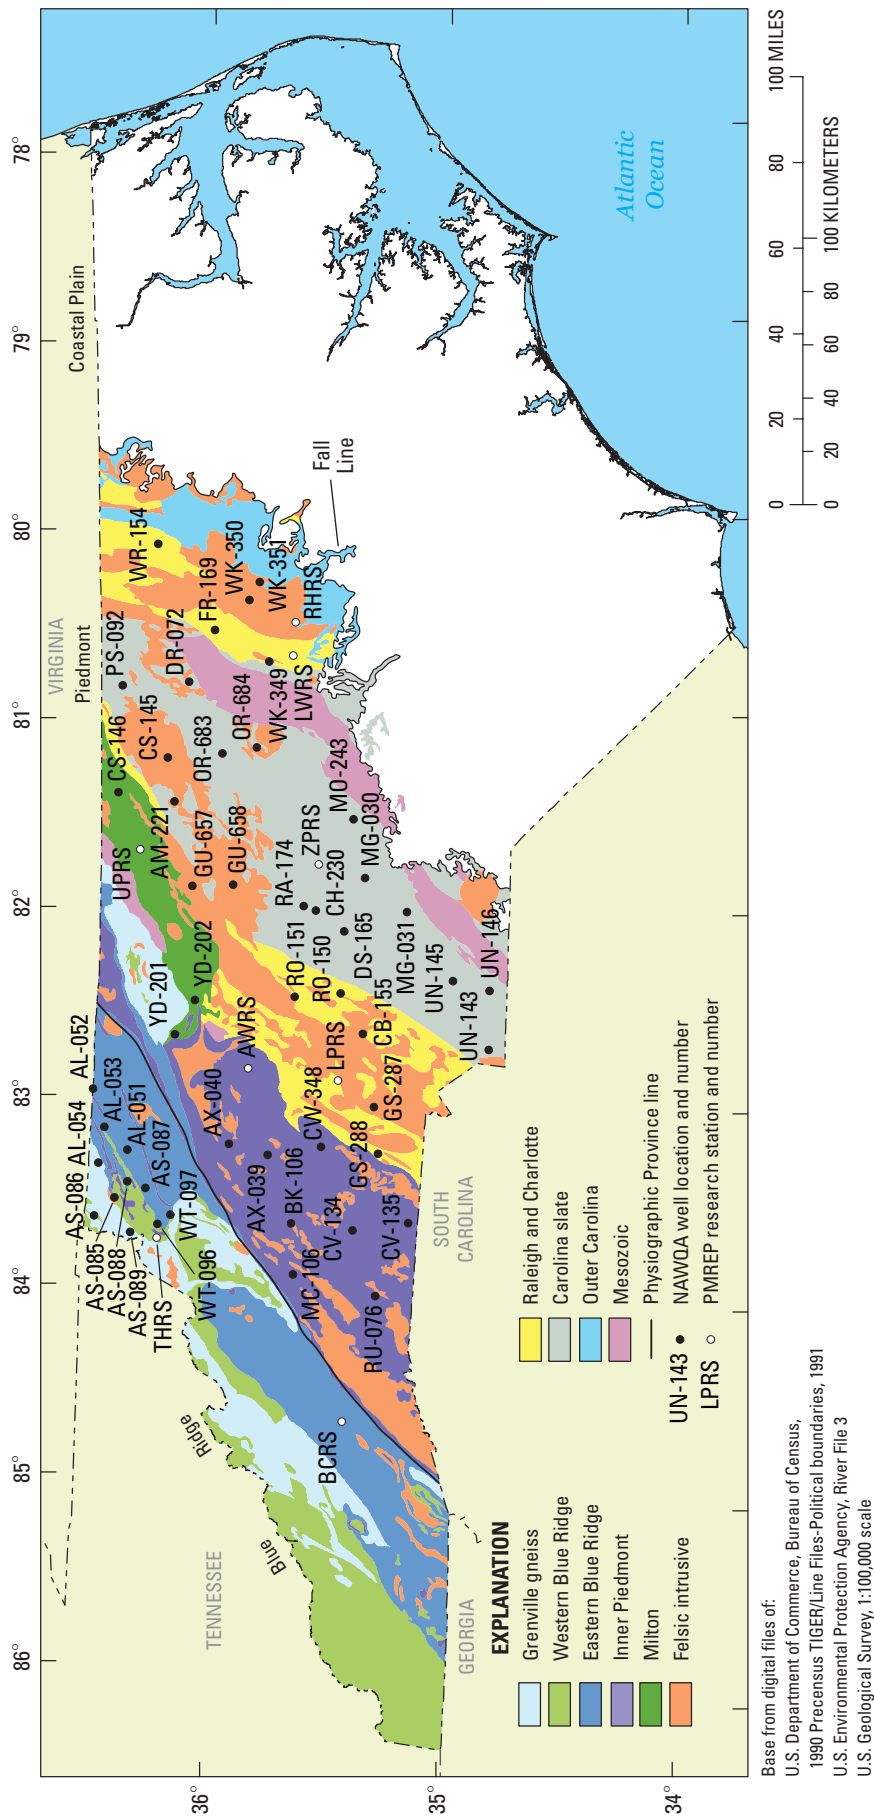 86°
85°
84°
83°
82°
81°
80°
79°
78°
36°
35°
34°
TENNESSEE
VIRGINIA
GEORGIA
SOUTH
CAROLINA
Blue
Ridge
Piedmont
Coastal Plain
Fall
Line
Atlantic
Ocean
AS-086
AL-054
AL-052
AL-053
AL-051
AS-087
AS-085
AS-088
AS-089
THRS
WT-097
WT-096
YD-201
YD-202
UPRS
CS-146
CS-145
AM-221
PS-092
DR-072
WR-154
FR-169
WK-350
WK-351
RHRS
LWRS
WK-349
OR-684
OR-683
GU-657
GU-658
MO-243
MG-030
ZPRS
RA-174
CH-230
DS-165
MG-031
RO-151
RO-150
CB-155
UN-145
UN-146
UN-143
AWRS
LPRS
GS-287
GS-288
CW-348
AX-040
AX-039
BK-106
CV-134
CV-135
MC-106
RU-076
BCRS
EXPLANATION
Grenville gneiss
Western Blue Ridge
Eastern Blue Ridge
Inner Piedmont
Milton
Felsic intrusive
Raleigh and Charlotte
Carolina slate
Outer Carolina
Mesozoic
Physiographic Province line
UN-143 NAWQA well location and number
LPRS PMREP research station and number
0 20 40 60 80 100 MILES
0 20 40 60 80 100 KILOMETERS
Base from digital files of:
U.S. Department of Commerce, Bureau of Census,
1990 Precensus TIGER/Line Files-Political boundaries, 1991
U.S. Environmental Protection Agency, River File 3
U.S. Geological Survey, 1:100,000 scale